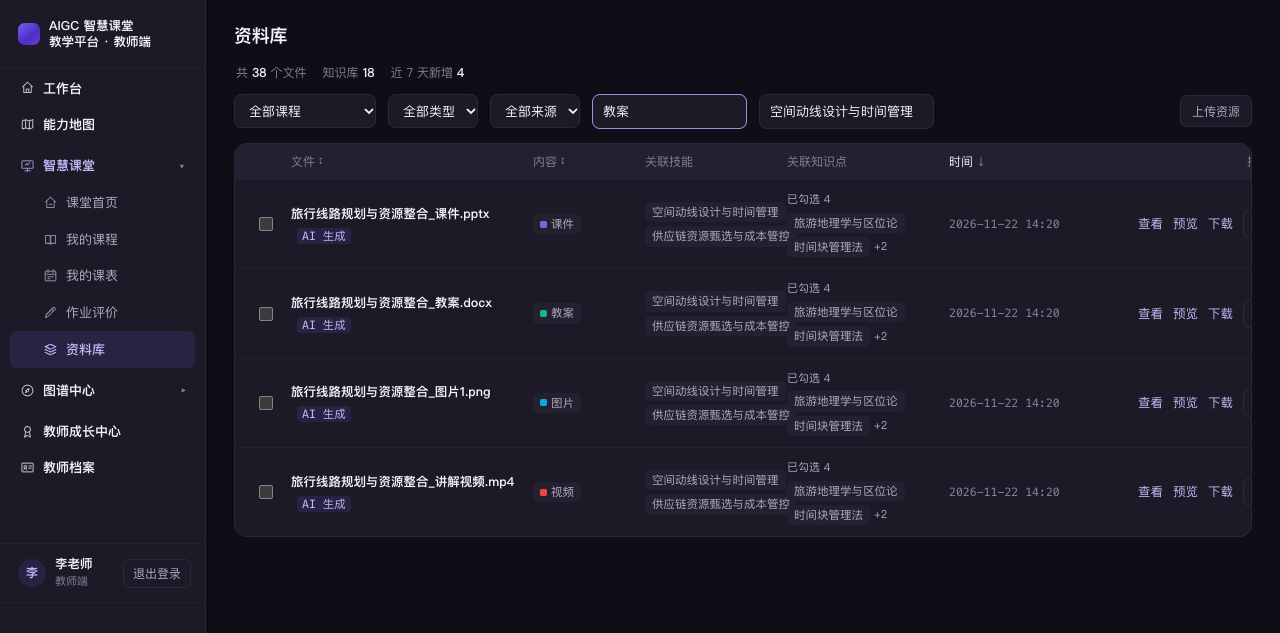 AIGC 智慧课堂
教学平台 · 教师端
工作台
能力地图
智慧课堂
课堂首页
我的课程
我的课表
作业评价
资料库
图谱中心
教师成长中心
教师档案
李 李老师
教师端
退出登录
资料库
共 38 个文件 知识库 18 近 7 天新增 4
全部课程 全部类型 全部来源 教案 空间动线设计与时间管理 上传资源
文件 内容 关联技能 关联知识点 时间 ↓
旅行线路规划与资源整合_课件.pptx
AI 生成
课件
空间动线设计与时间管理
供应链资源甄选与成本管控
已勾选 4
旅游地理学与区位论
时间块管理法 +2
2026-11-22 14:20
查看 预览 下载
旅行线路规划与资源整合_教案.docx
AI 生成
教案
空间动线设计与时间管理
供应链资源甄选与成本管控
已勾选 4
旅游地理学与区位论
时间块管理法 +2
2026-11-22 14:20
查看 预览 下载
旅行线路规划与资源整合_图片1.png
AI 生成
图片
空间动线设计与时间管理
供应链资源甄选与成本管控
已勾选 4
旅游地理学与区位论
时间块管理法 +2
2026-11-22 14:20
查看 预览 下载
旅行线路规划与资源整合_讲解视频.mp4
AI 生成
视频
空间动线设计与时间管理
供应链资源甄选与成本管控
已勾选 4
旅游地理学与区位论
时间块管理法 +2
2026-11-22 14:20
查看 预览 下载